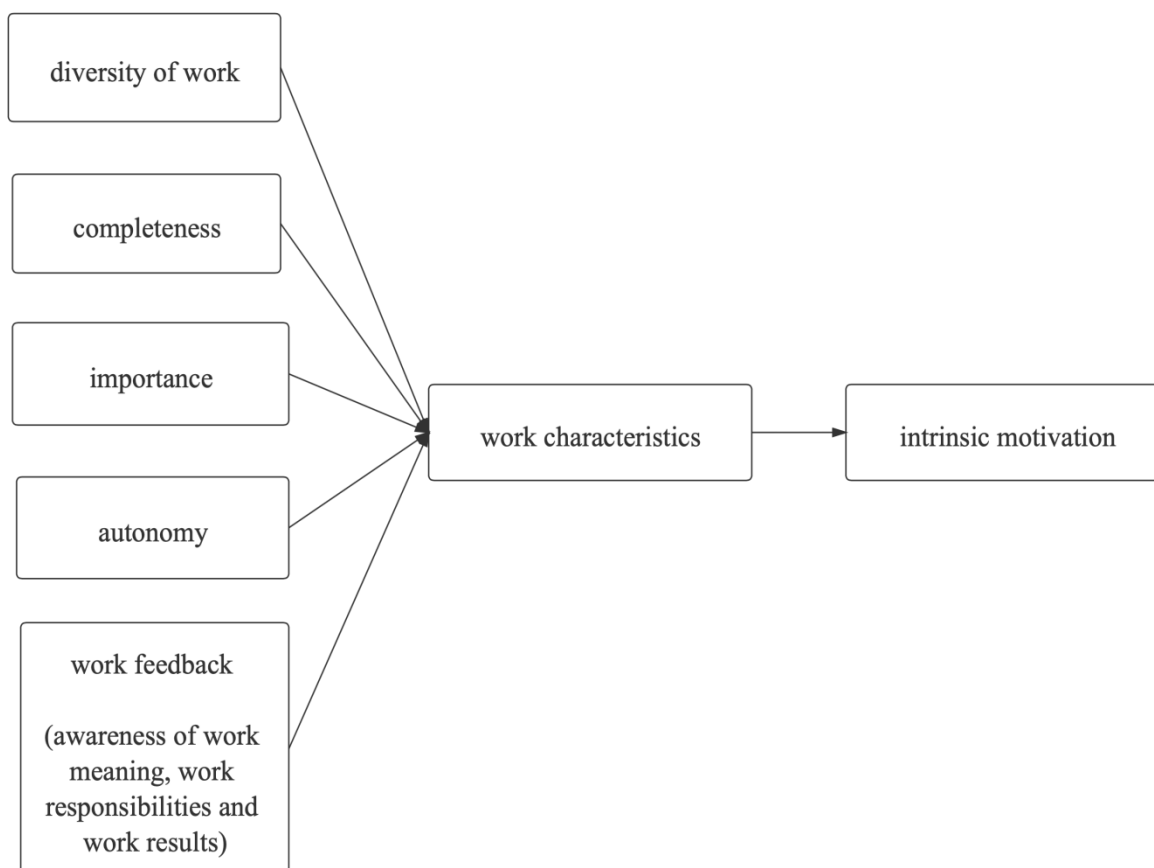 diversity of work
completeness
importance
autonomy
work feedback
(awareness of work
meaning, work
responsibilities and
work results)
work characteristics
intrinsic motivation